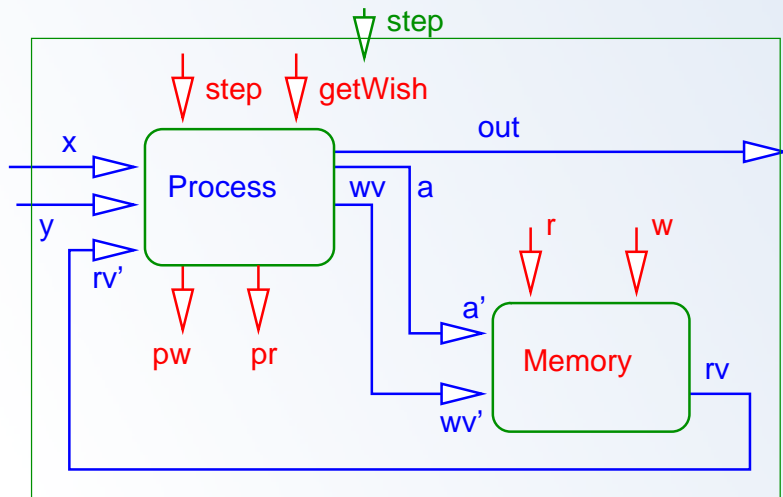 step
step
getWish
out
x
Process
wv
a
y
rv’
r
w
a’
pw
pr
Memory
rv
wv’